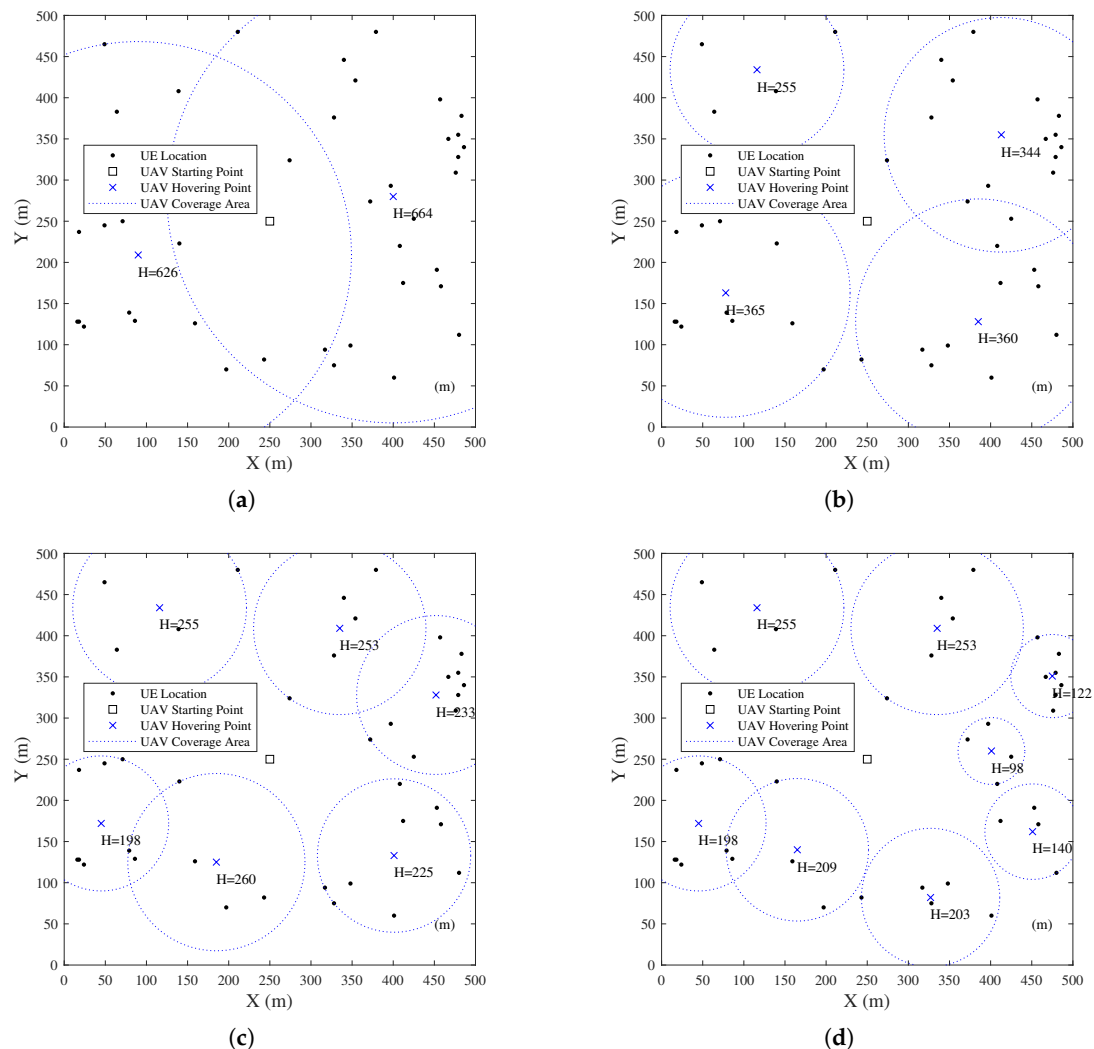 500
450
400
350
300
250
200
150
100
50
0
Y (m)
UE Location
UAV Starting Point
UAV Hovering Point
UAV Coverage Area
H=664
H=626
(m)
0 50 100 150 200 250 300 350 400 450 500
X (m)
(a)
500
450
400
350
300
250
200
150
100
50
0
Y (m)
H=255
H=344
UE Location
UAV Starting Point
UAV Hovering Point
UAV Coverage Area
H=365
H=360
(m)
0 50 100 150 200 250 300 350 400 450 500
X (m)
(b)
500
450
400
350
300
250
200
150
100
50
0
Y (m)
H=255
H=253
H=233
UE Location
UAV Starting Point
UAV Hovering Point
UAV Coverage Area
H=198
H=260
H=225
(m)
0 50 100 150 200 250 300 350 400 450 500
X (m)
(c)
500
450
400
350
300
250
200
150
100
50
0
Y (m)
H=255
H=253
H=122
UE Location
UAV Starting Point
UAV Hovering Point
UAV Coverage Area
H=98
H=198
H=209
H=140
H=203
(m)
0 50 100 150 200 250 300 350 400 450 500
X (m)
(d)